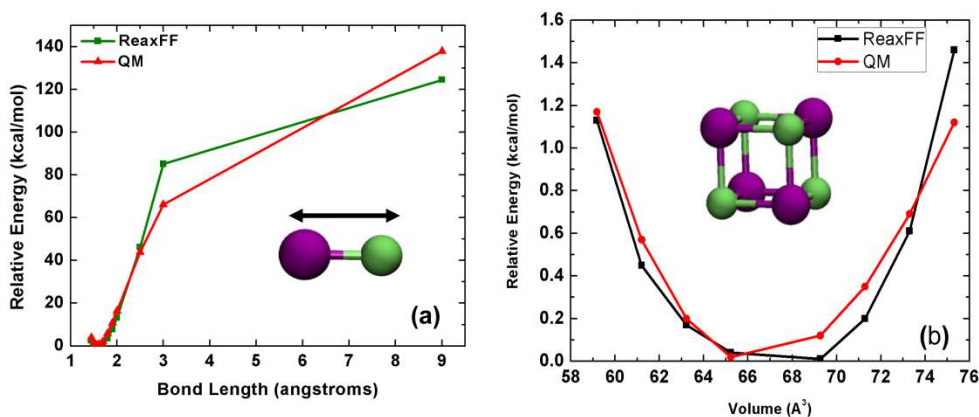 Relative Energy (kcal/mol)
140
120
100
80
60
40
20
0
ReaxFF
QM
(a)
1 2 3 4 5 6 7 8 9
Bond Length (angstroms)
Relative Energy (kcal/mol)
1.6
1.4
1.2
1.0
0.8
0.6
0.4
0.2
0.0
ReaxFF
QM
(b)
58 60 62 64 66 68 70 72 74 76
Volume (A³)